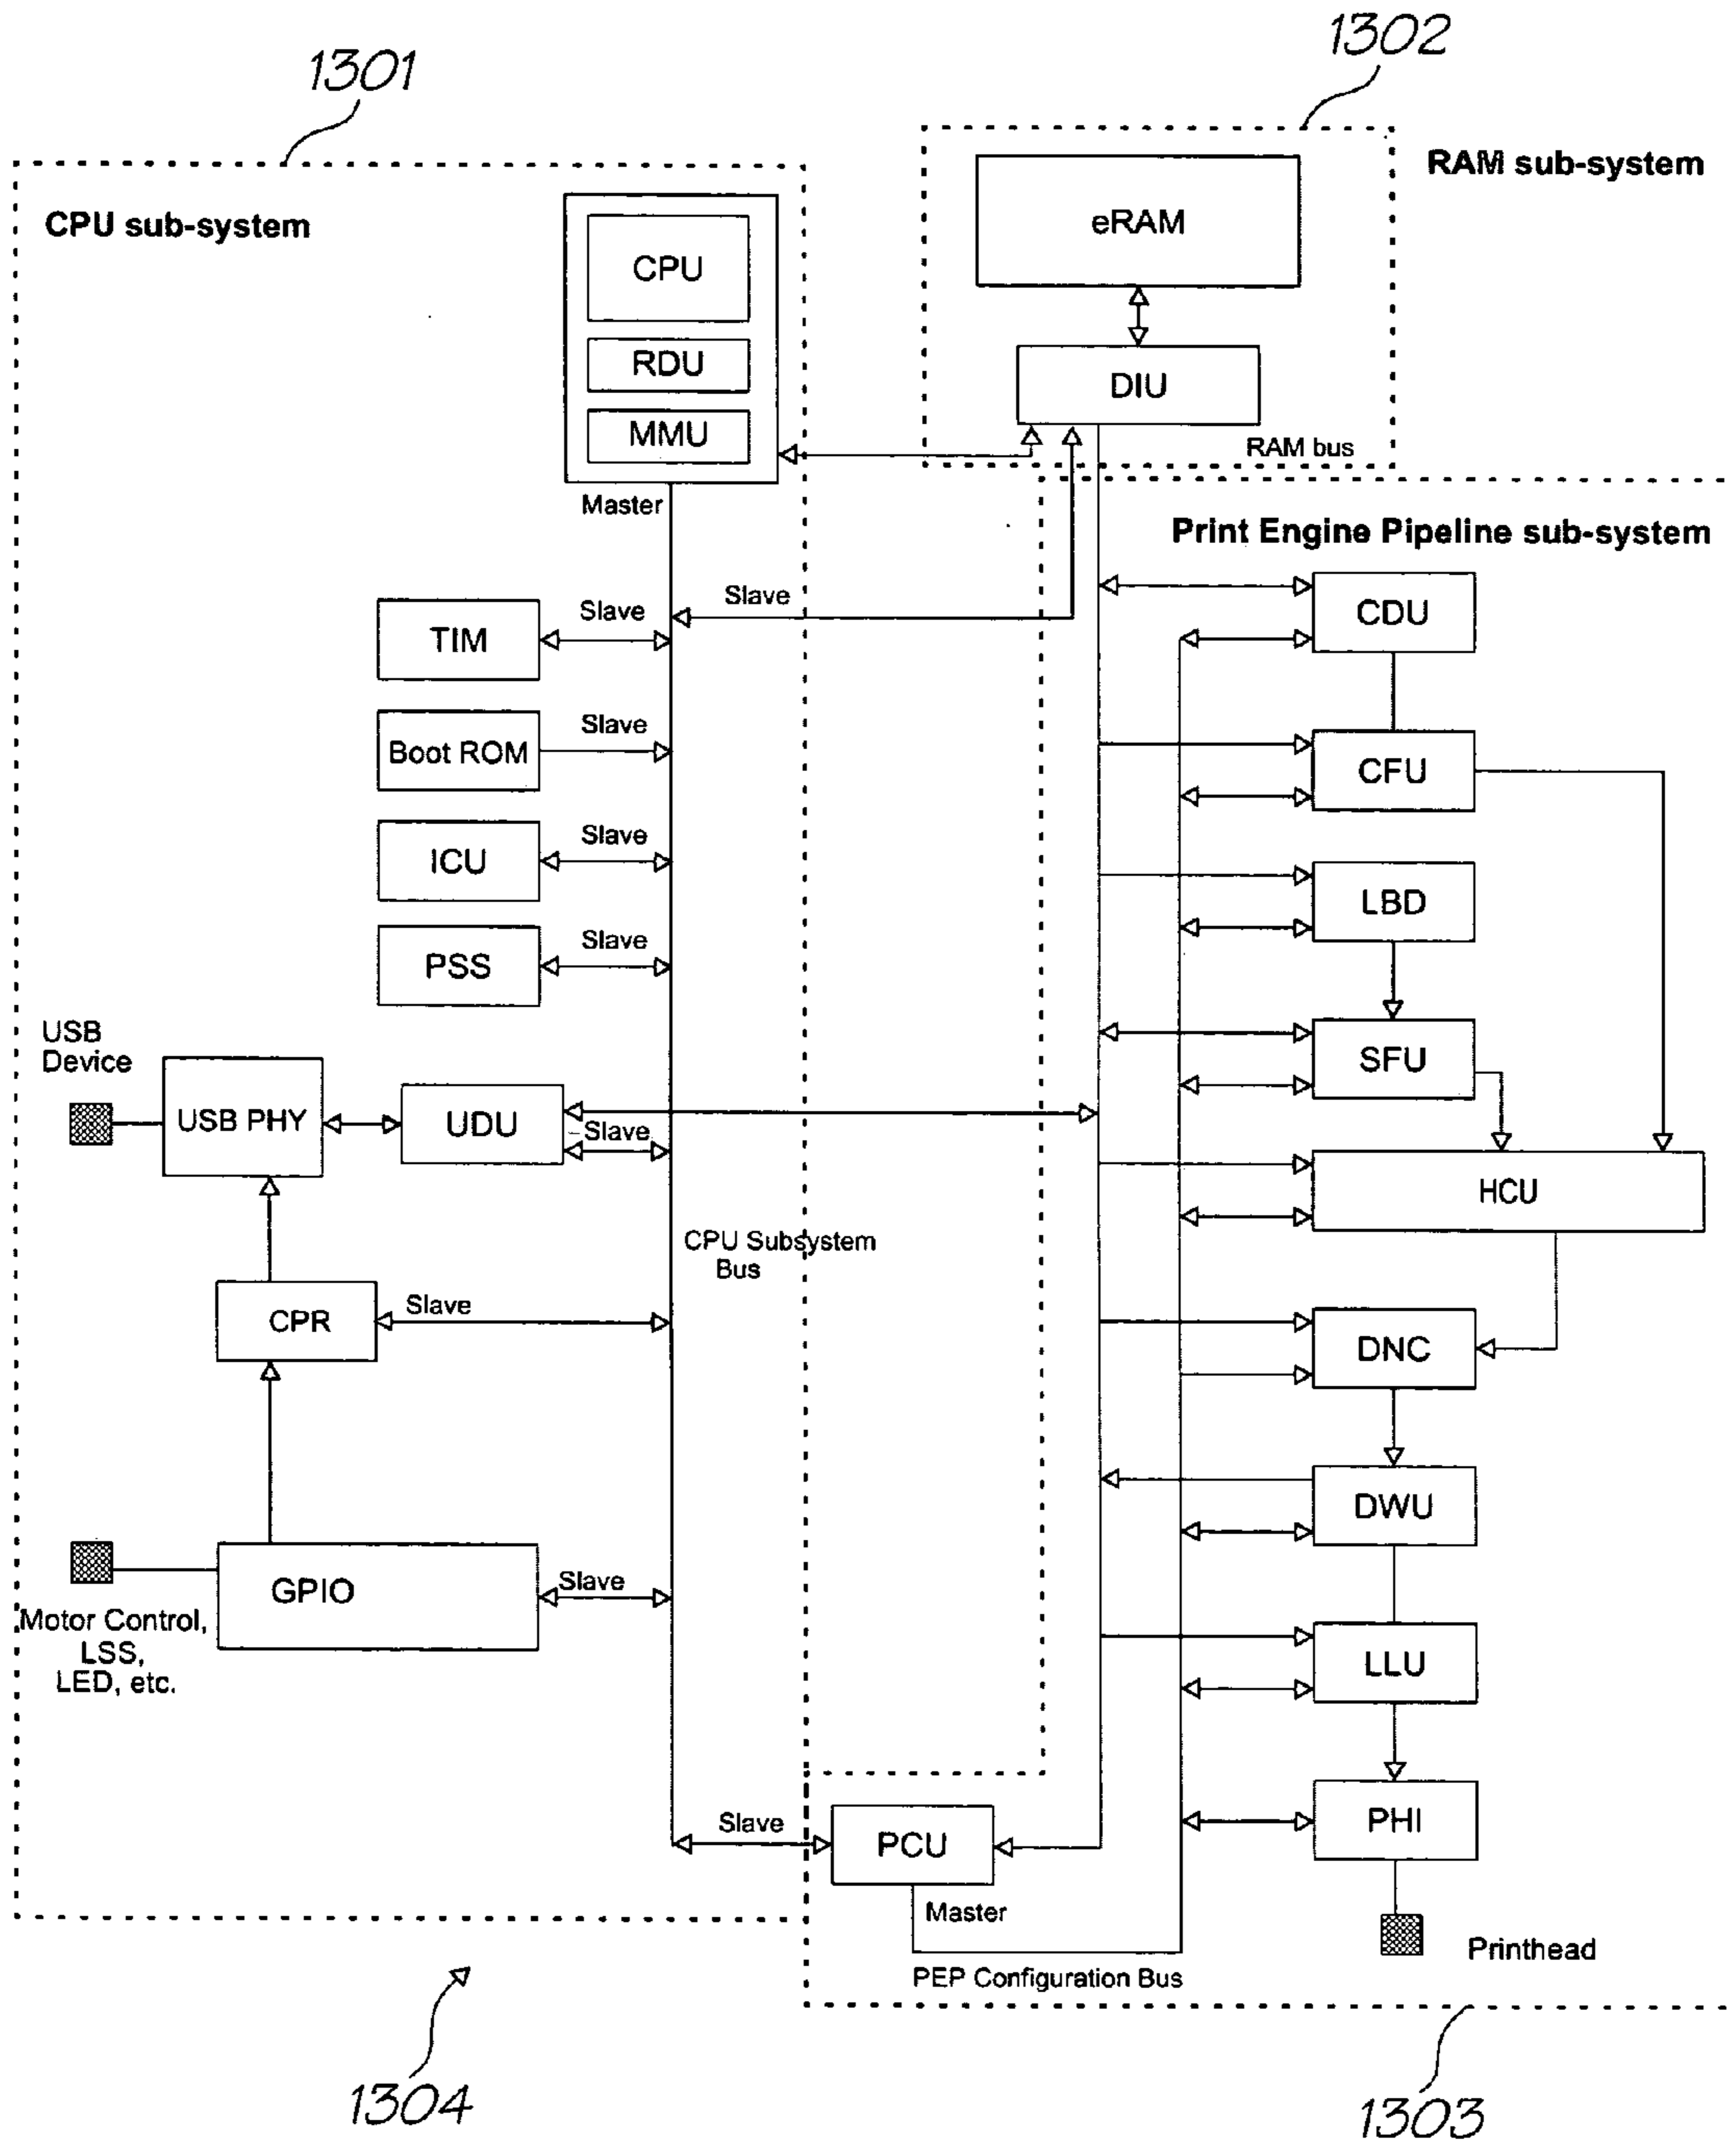 1301
1302
CPU sub-system
RAM sub-system
CPU
RDU
MMU
Master
eRAM
DIU
RAM bus
Print Engine Pipeline sub-system
Slave
TIM
Slave
Boot ROM
Slave
ICU
Slave
PSS
Slave
USB
Device
USB PHY
UDU
Slave
CPU Subsystem
Bus
CPR
Slave
GPIO
Slave
Motor Control,
LSS,
LED, etc.
CDU
CFU
LBD
SFU
HCU
DNC
DWU
LLU
PHI
Slave
PCU
Master
PEP Configuration Bus
Printhead
1304
1303